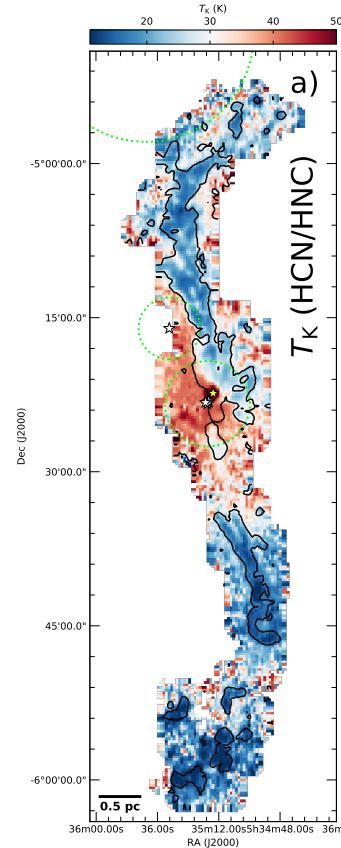 T_K (K)
20 30 40 50
a)
T_K (HCN/HNC)
-5°00'00.0"
15'00.0"
30'00.0"
45'00.0"
-6°00'00.0"
Dec (J2000)
0.5 pc
36m00.00s 36.00s 35m12.00s 5h34m48.00s 36m
RA (J2000)